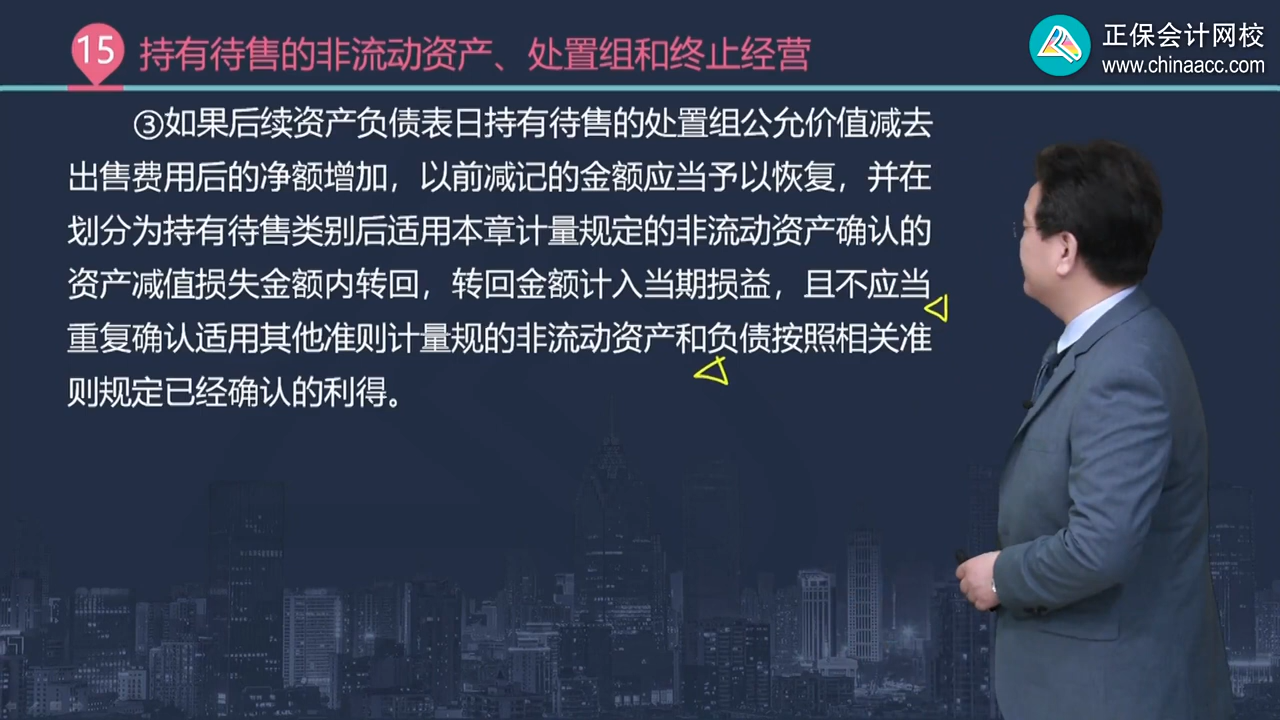 15 持有待售的非流动资产、处置组和终止经营
正保会计网校
www.chinaacc.com
③如果后续资产负债表日持有待售的处置组公允价值减去
出售费用后的净额增加，以前减记的金额应当予以恢复，并在
划分为持有待售类别后适用本章计量规定的非流动资产确认的
资产减值损失金额内转回，转回金额计入当期损益，且不应当
重复确认适用其他准则计量规的非流动资产和负债按照相关准
则规定已经确认的利得。